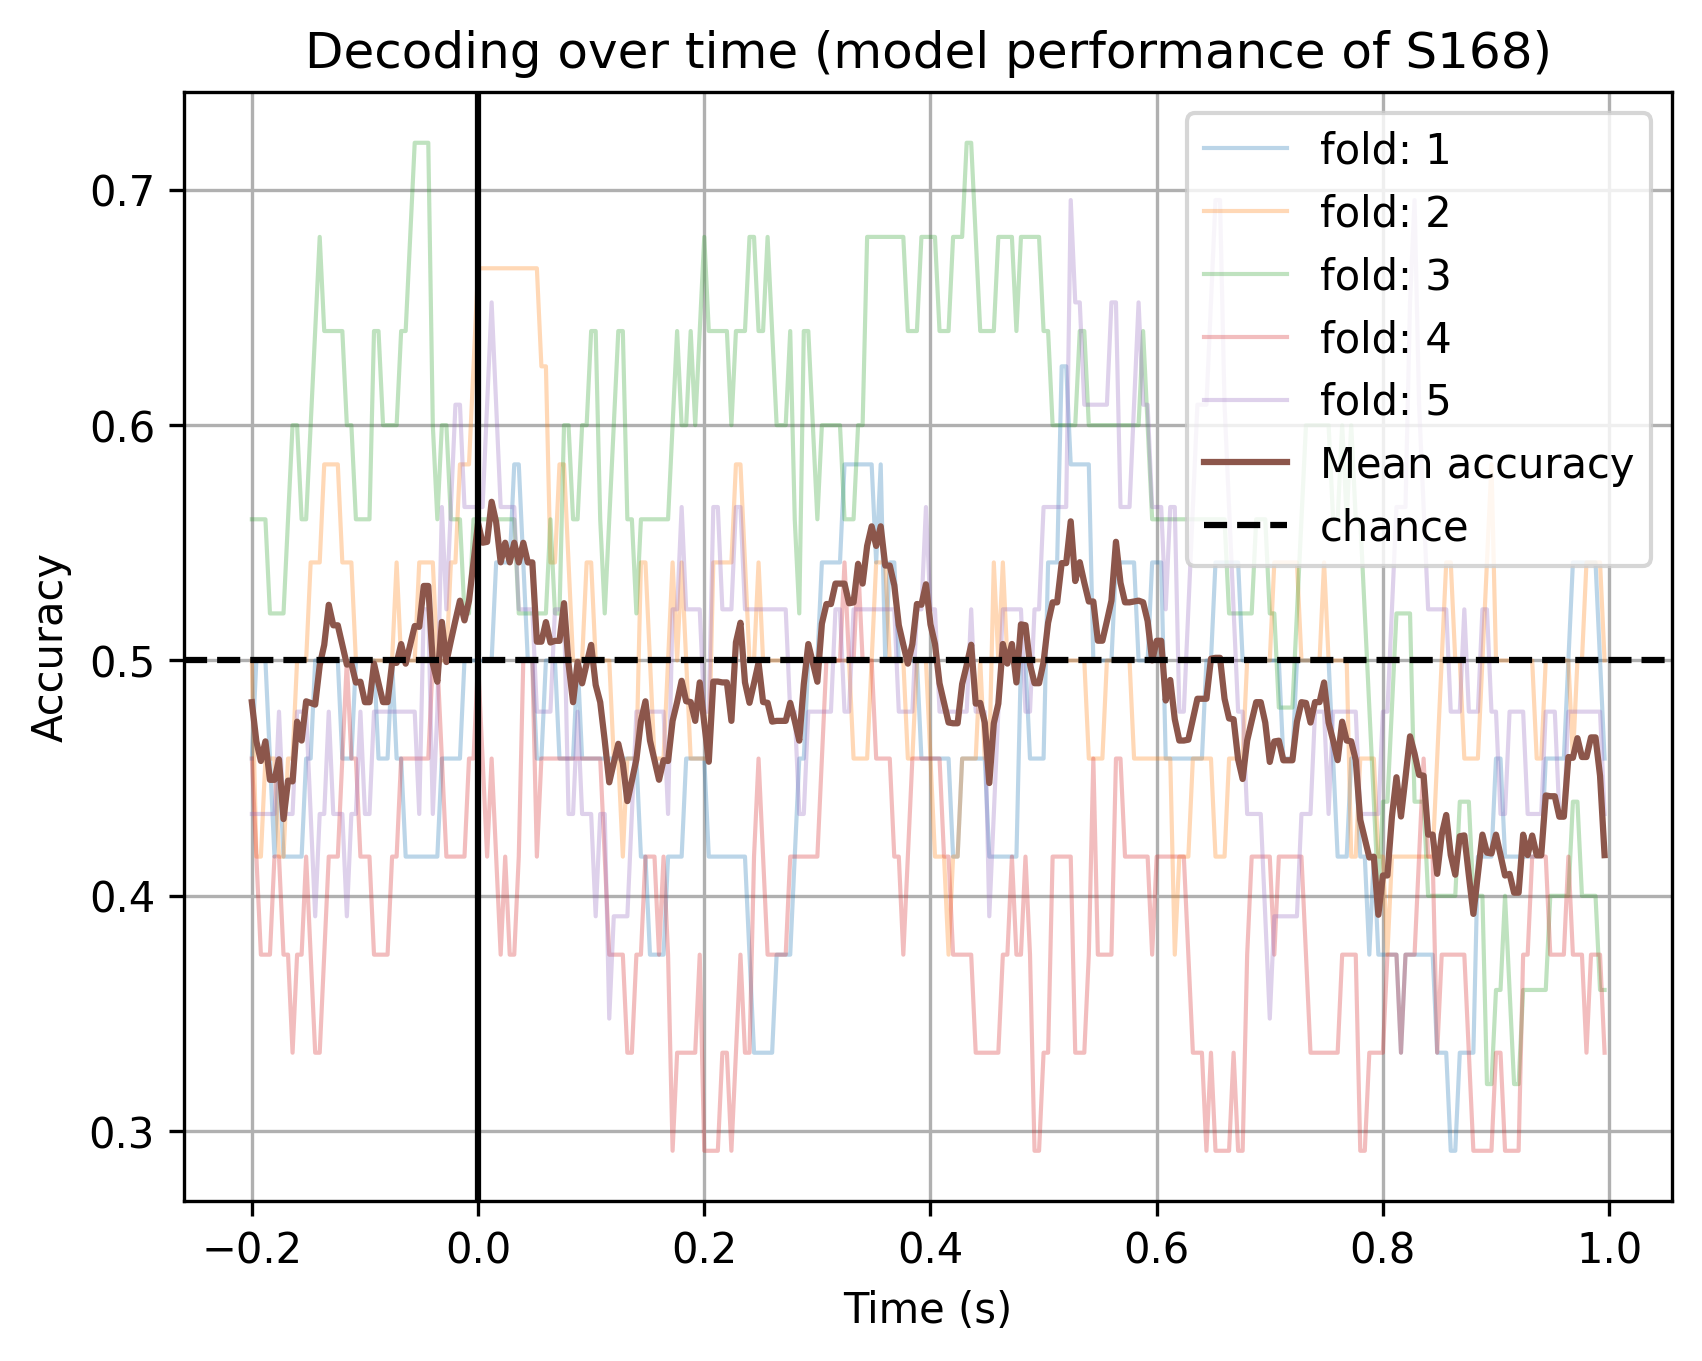 Decoding over time (model performance of S168)
fold: 1
fold: 2
fold: 3
fold: 4
fold: 5
Mean accuracy
chance
Accuracy
0.7
0.6
0.5
0.4
0.3
−0.2 0.0 0.2 0.4 0.6 0.8 1.0
Time (s)